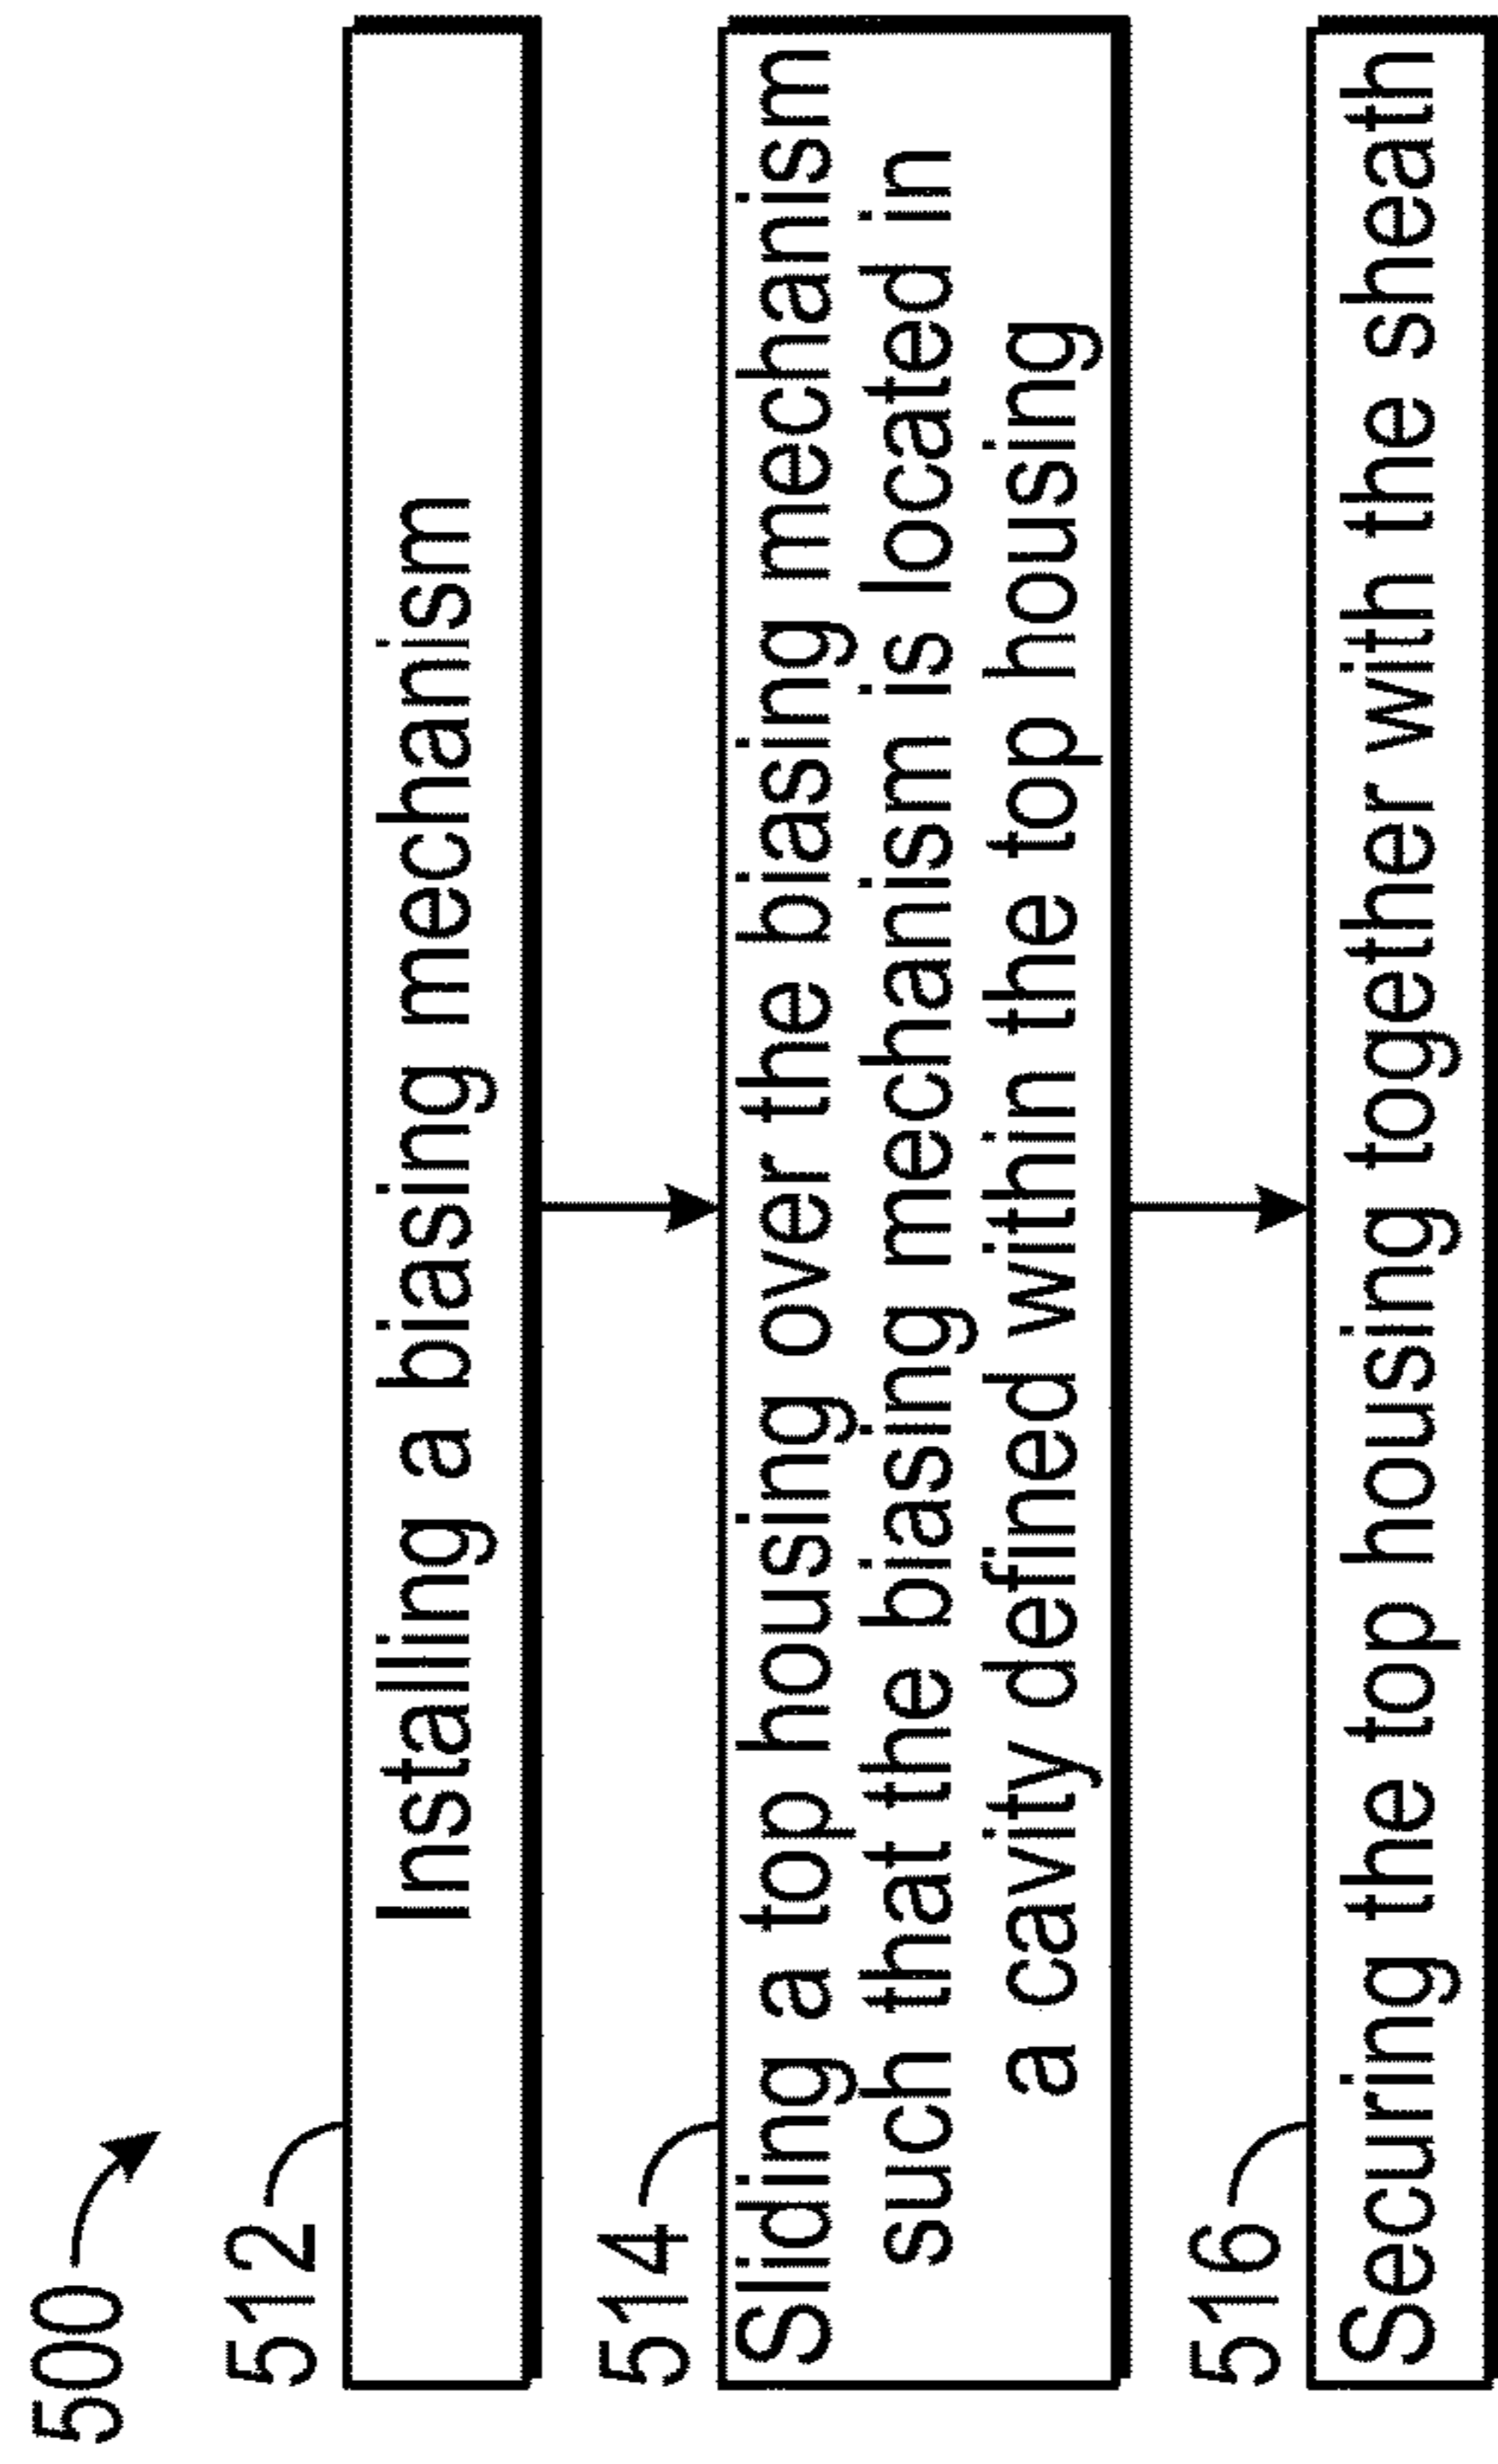 500
512
Installing a biasing mechanism
514
Sliding a top housing over the biasing mechanism
such that the biasing mechanism is located in
a cavity defined within the top housing
516
Securing the top housing together with the sheath